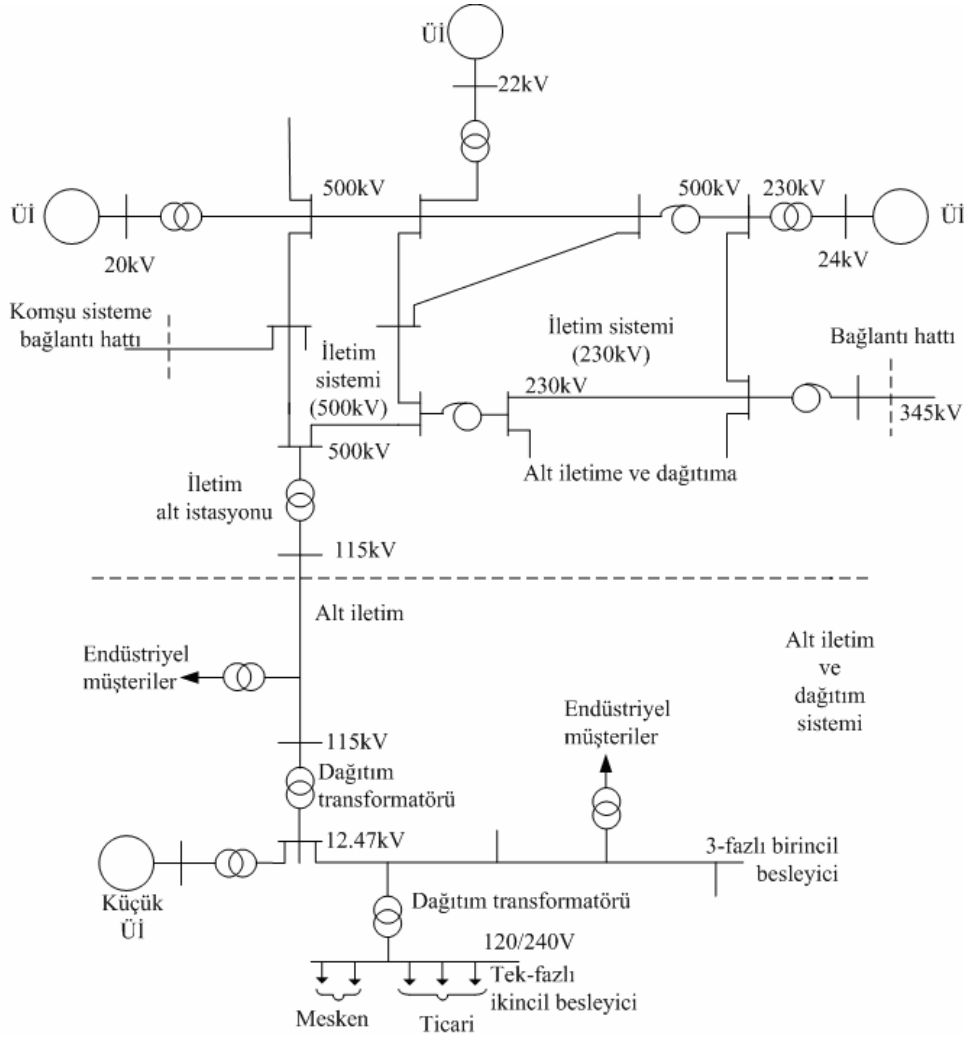 Üİ
22kV
500kV
500kV
230kV
Üİ
Üİ
20kV
24kV
Komşu sisteme
bağlantı hattı
İletim
sistemi
(500kV)
İletim sistemi
(230kV)
Bağlantı hattı
230kV
345kV
500kV
Alt iletime ve dağıtıma
İletim
alt istasyonu
115kV
Alt iletim
Endüstriyel
müşteriler
Alt iletim
ve
dağıtım
sistemi
Endüstriyel
müşteriler
115kV
Dağıtım
transformatörü
12.47kV
3-fazlı birincil
besleyici
Küçük
Üİ
Dağıtım transformatörü
120/240V
Tek-fazlı
ikincil besleyici
Mesken
Ticari